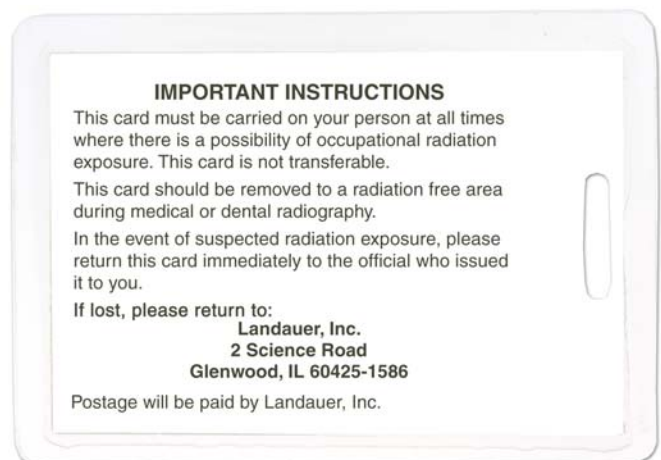 IMPORTANT INSTRUCTIONS
This card must be carried on your person at all times
where there is a possibility of occupational radiation
exposure. This card is not transferable.
This card should be removed to a radiation free area
during medical or dental radiography.
In the event of suspected radiation exposure, please
return this card immediately to the official who issued
it to you.
If lost, please return to:
Landauer, Inc.
2 Science Road
Glenwood, IL 60425-1586
Postage will be paid by Landauer, Inc.